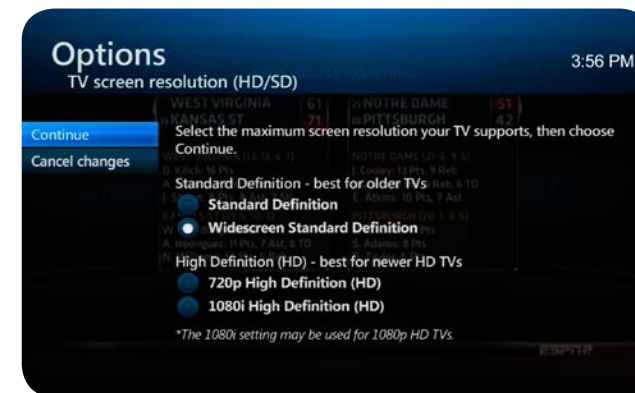 Options
TV screen resolution (HD/SD)
3:56 PM
WEST VIRGINIA 61 NOTRE DAME 51
KANSAS ST 71 PITTSBURGH 42
Continue
Cancel changes
Select the maximum screen resolution your TV supports, then choose
Continue.
Standard Definition - best for older TVs
Standard Definition
Widescreen Standard Definition
High Definition (HD) - best for newer HD TVs
720p High Definition (HD)
1080i High Definition (HD)
*The 1080i setting may be used for 1080p HD TVs.
ESPN2